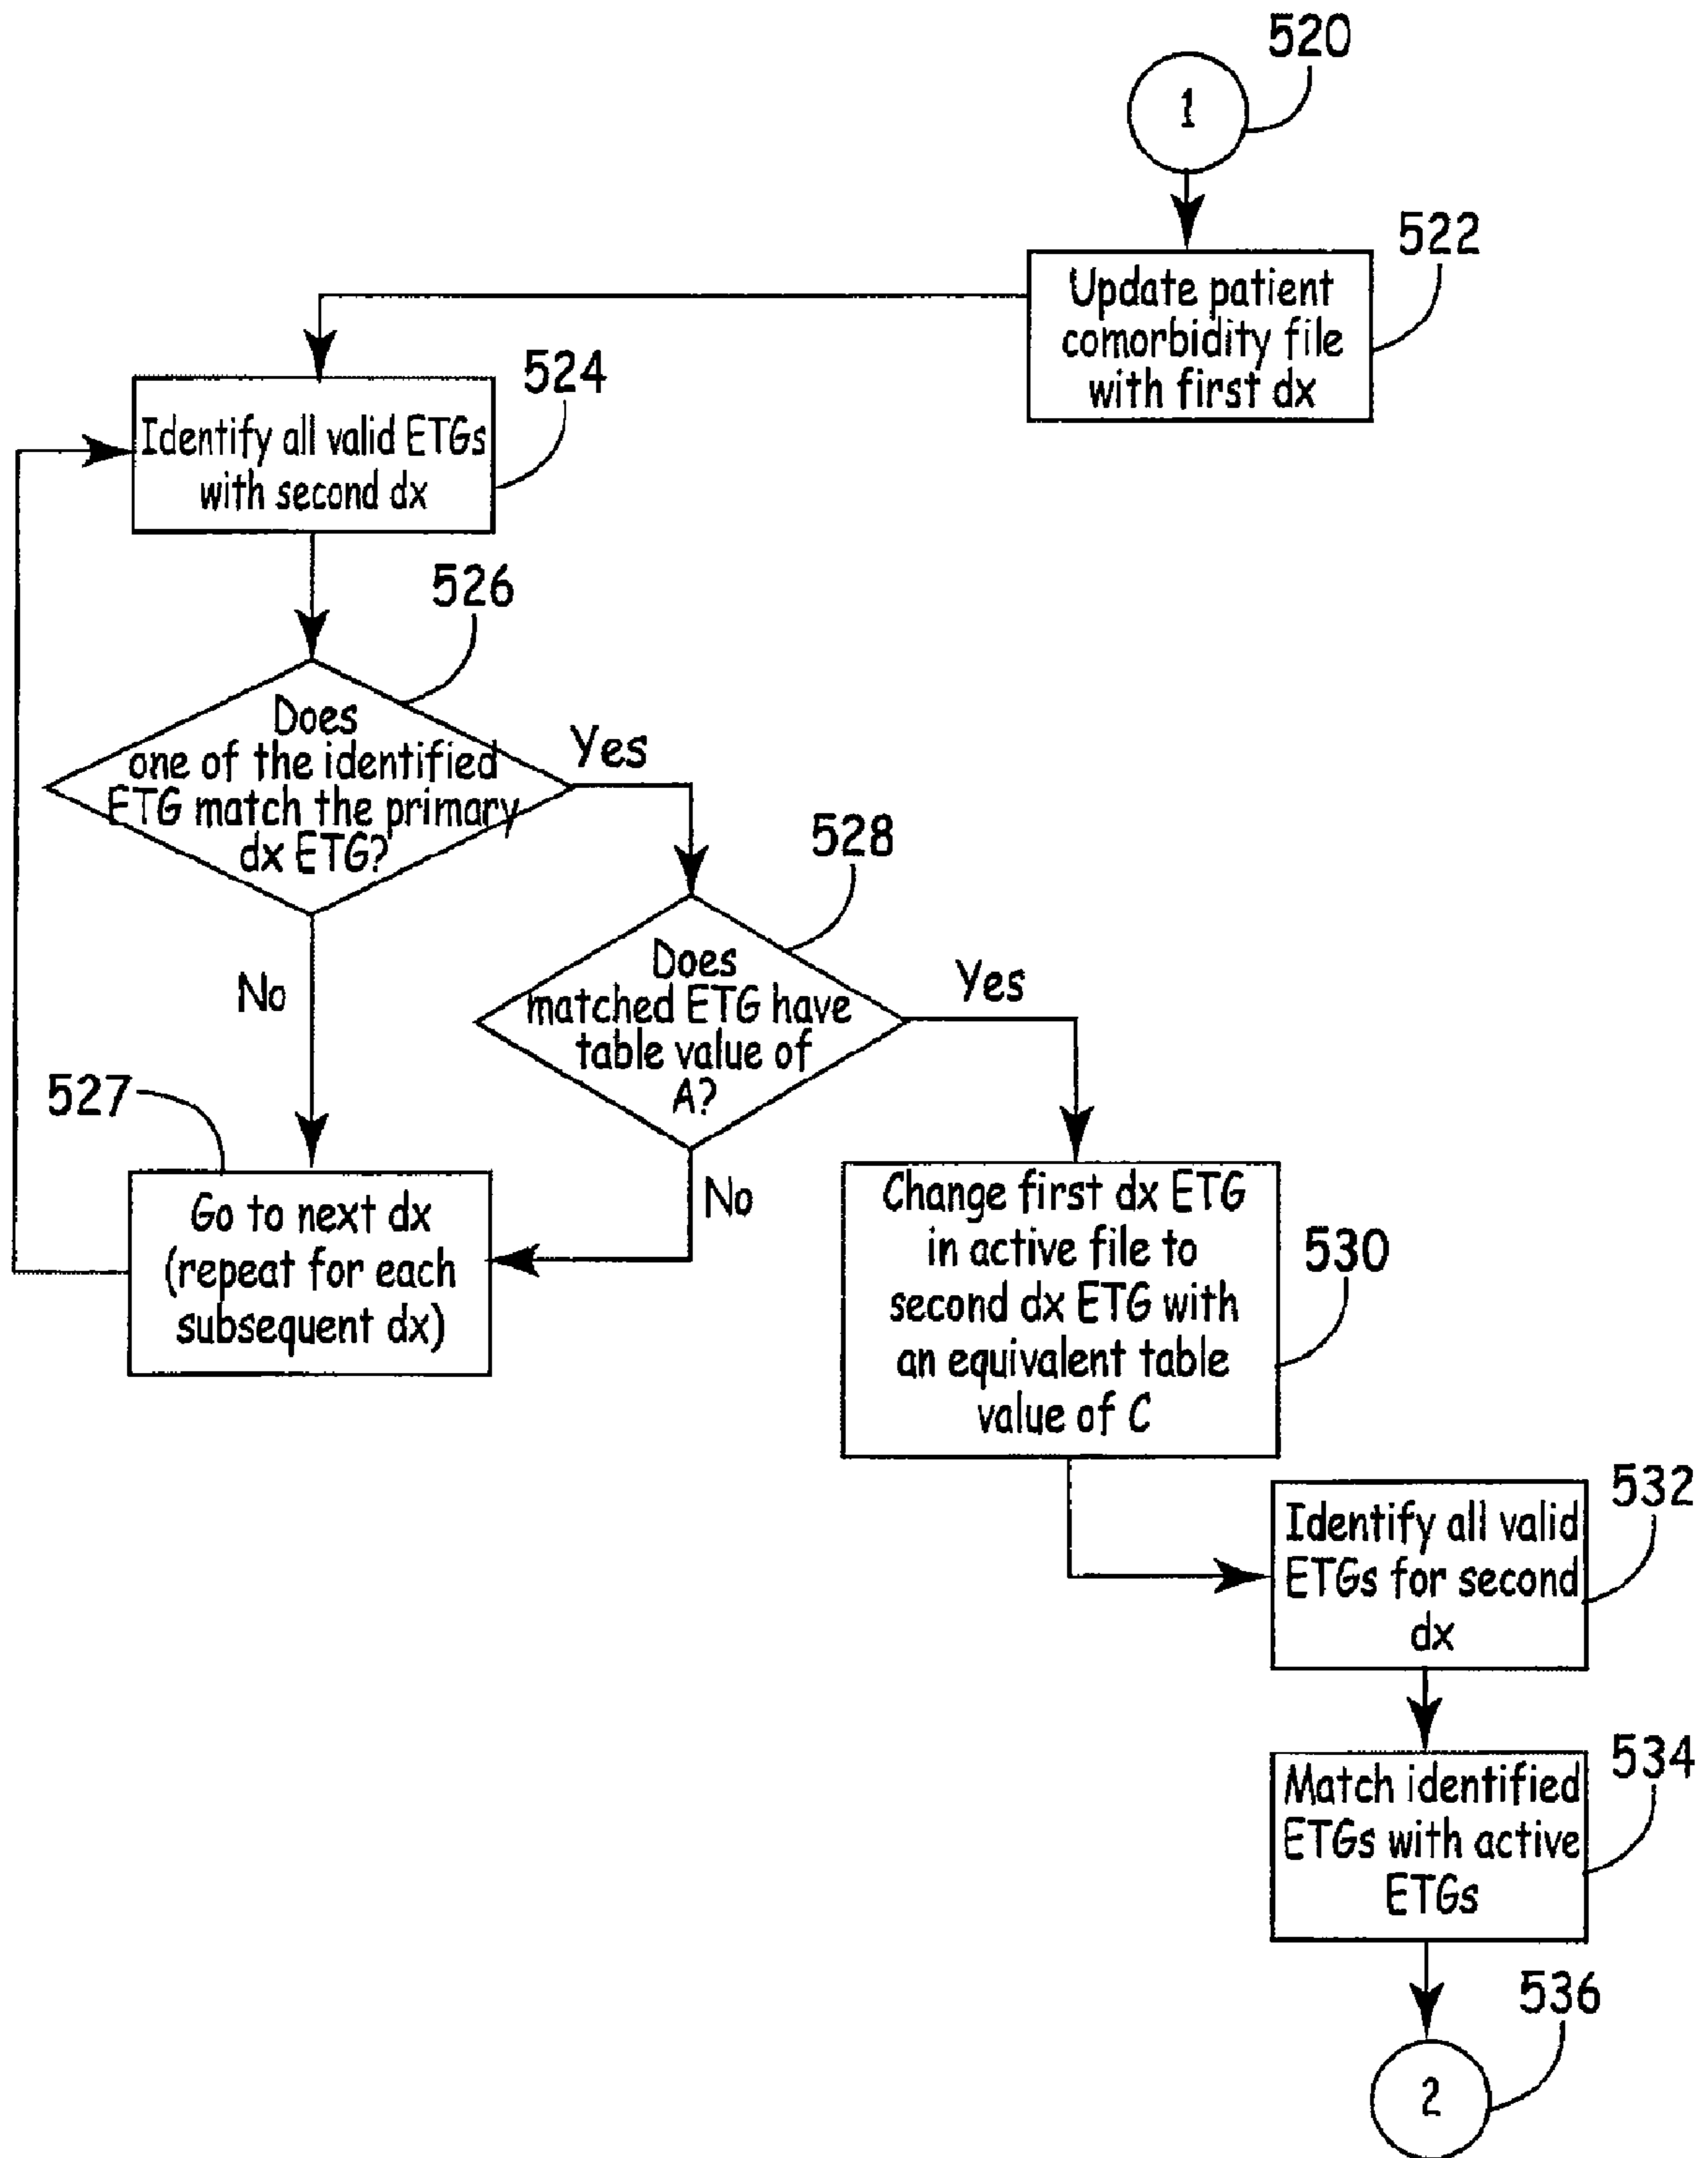 520
1
522
Update patient
comorbidity file
with first dx
524
Identify all valid ETGs
with second dx
526
Does
one of the identified
ETG match the primary
dx ETG?
Yes
No
528
Does
matched ETG have
table value of
A?
Yes
No
527
Go to next dx
(repeat for each
subsequent dx)
Change first dx ETG
in active file to
second dx ETG with
an equivalent table
value of C
530
532
Identify all valid
ETGs for second
dx
534
Match identified
ETGs with active
ETGs
536
2